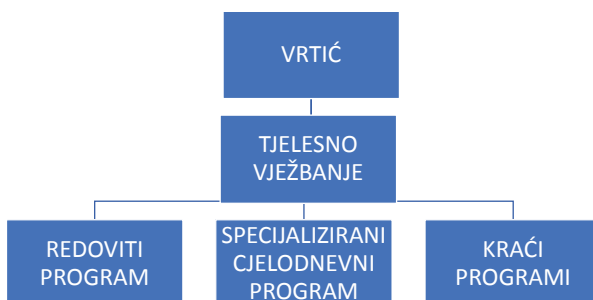 VRTIĆ
TJELESNO
VJEŽBANJE
REDOVITI
PROGRAM
SPECIJALIZIRANI
CJELODNEVNI
PROGRAM
KRAĆI
PROGRAMI